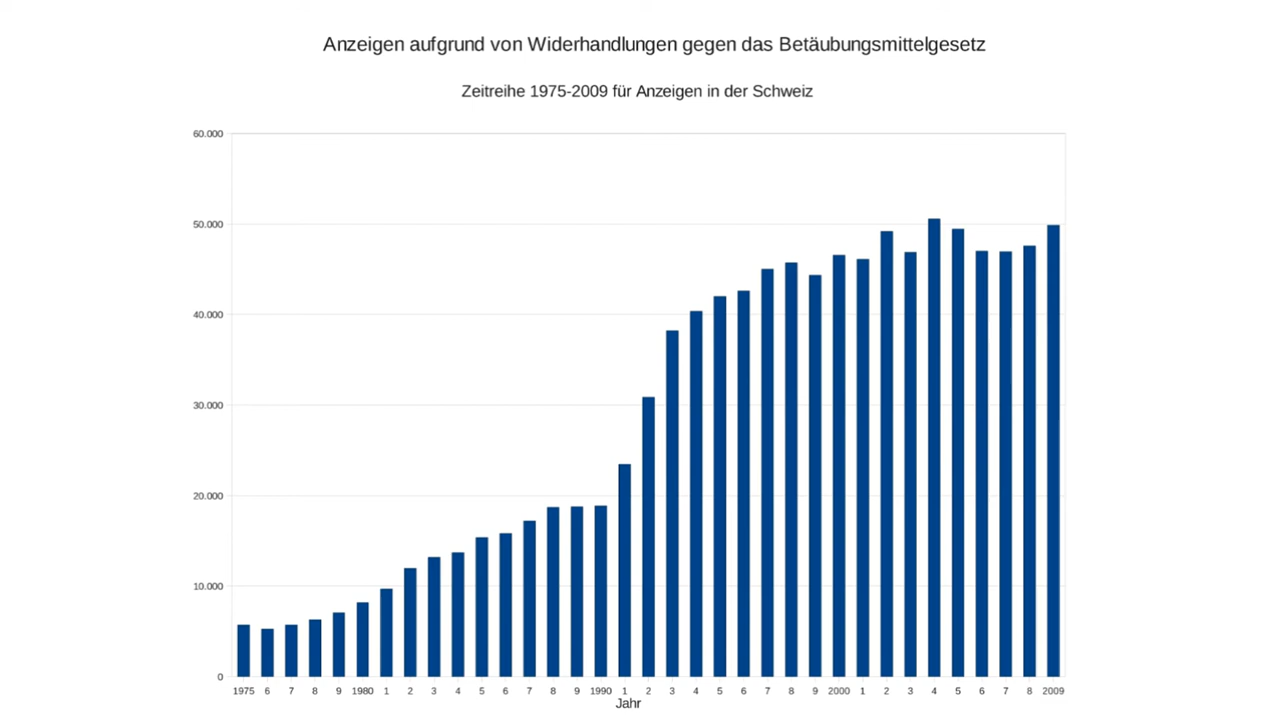 Anzeigen aufgrund von Widerhandlungen gegen das Betäubungsmittelgesetz
Zeitreihe 1975-2009 für Anzeigen in der Schweiz
60.000
50.000
40.000
30.000
20.000
10.000
0
1975 6 7 8 9 1980 1 2 3 4 5 6 7 8 9 1990 1 2 3 4 5 6 7 8 9 2000 1 2 3 4 5 6 7 8 2009
Jahr